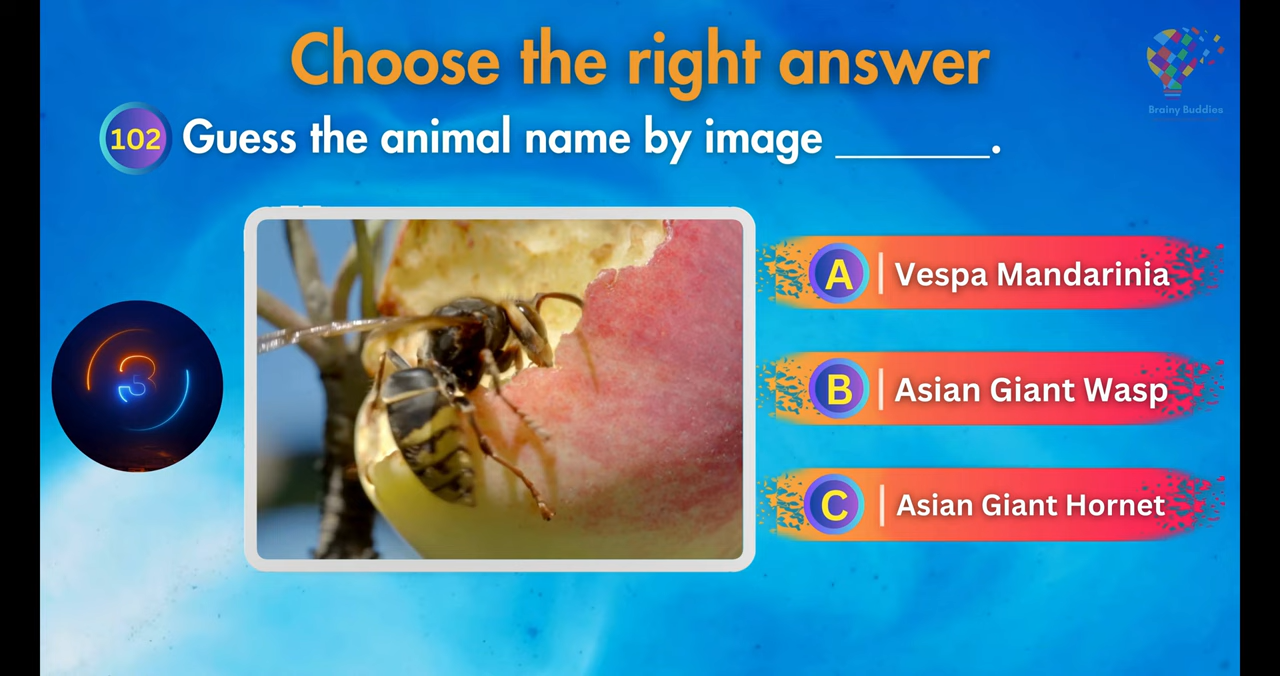 Choose the right answer
Brainy Buddies
102 Guess the animal name by image _______.
3
A | Vespa Mandarinia
B | Asian Giant Wasp
C | Asian Giant Hornet